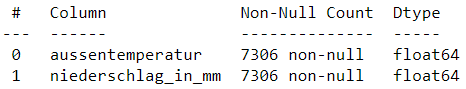 #   Column                Non-Null Count  Dtype
---  ------                --------------  -----
0   aussentemperatur      7306 non-null   float64
1   niederschlag_in_mm    7306 non-null   float64